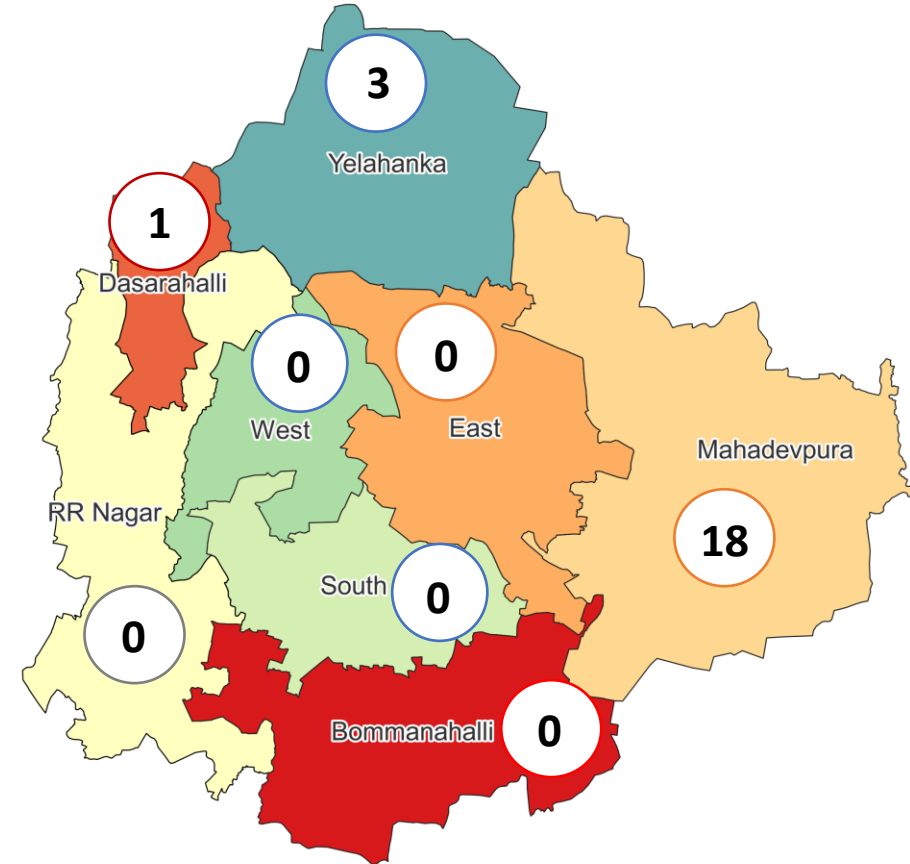 3
Yelahanka
1
Dasarahalli
0
0
West
East
Mahadevpura
RR Nagar
18
South
0
0
Bommanahalli
0